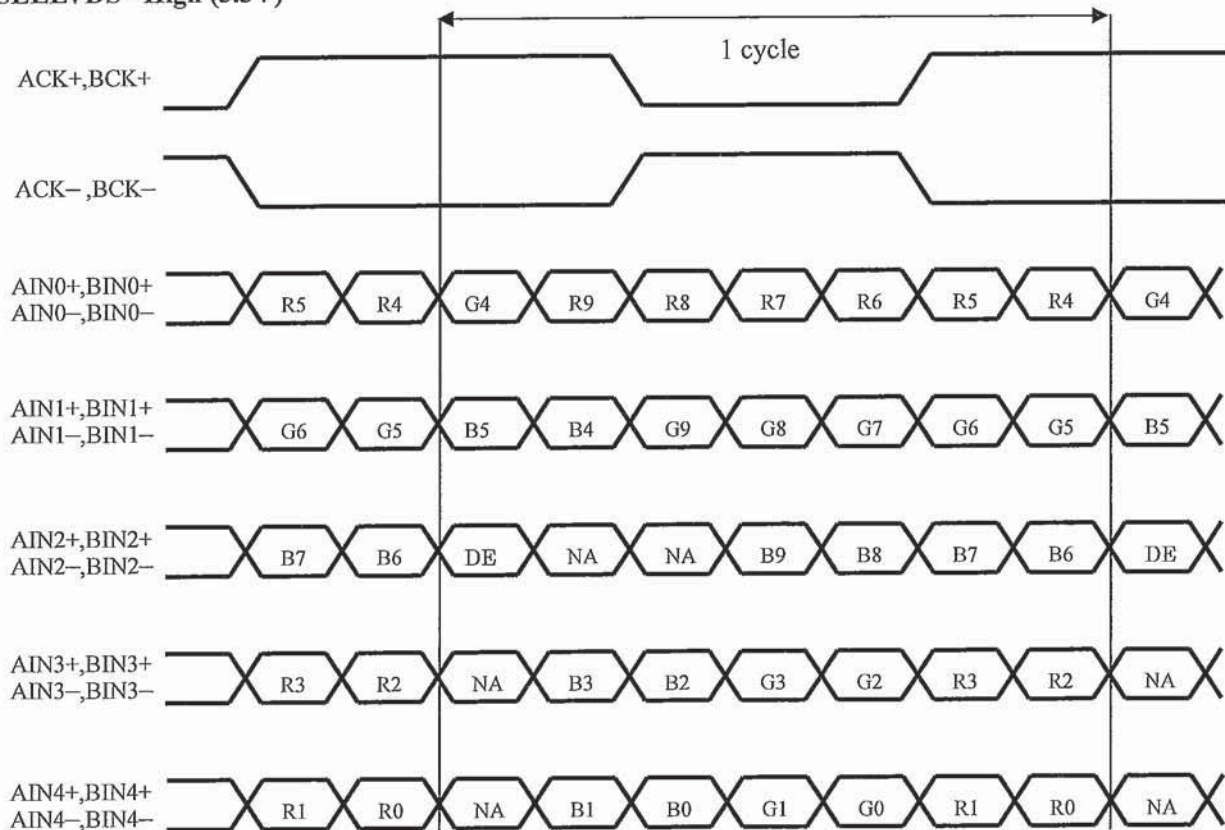 1 cycle
ACK+,BCK+
ACK−,BCK−
AIN0+,BIN0+
AIN0−,BIN0−
R5 R4 G4 R9 R8 R7 R6 R5 R4 G4
AIN1+,BIN1+
AIN1−,BIN1−
G6 G5 B5 B4 G9 G8 G7 G6 G5 B5
AIN2+,BIN2+
AIN2−,BIN2−
B7 B6 DE NA NA B9 B8 B7 B6 DE
AIN3+,BIN3+
AIN3−,BIN3−
R3 R2 NA B3 B2 G3 G2 R3 R2 NA
AIN4+,BIN4+
AIN4−,BIN4−
R1 R0 NA B1 B0 G1 G0 R1 R0 NA